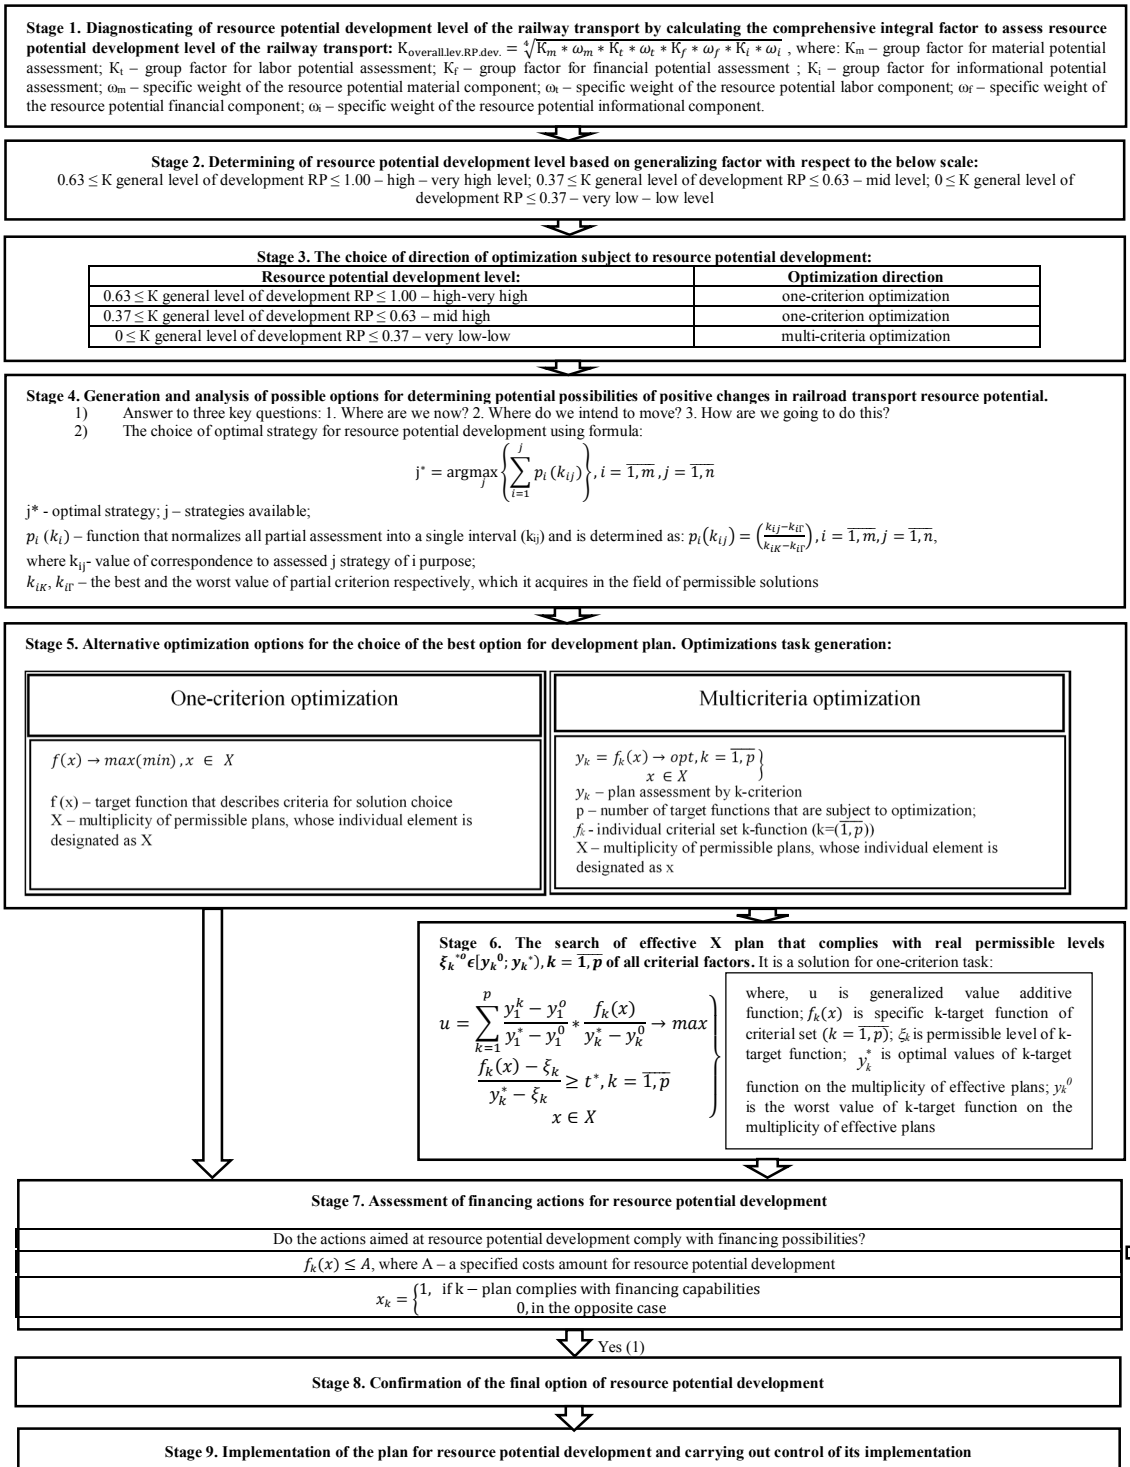 Stage 1. Diagnosticating of resource potential development level of the railway transport by calculating the comprehensive integral factor to assess resource
potential development level of the railway transport: K_overall.lev.RP.dev. = ∜(K_m * ω_m * K_t * ω_t * K_f * ω_f * K_i * ω_i) , where: K_m – group factor for material potential
assessment; K_t – group factor for labor potential assessment; K_f – group factor for financial potential assessment ; K_i – group factor for informational potential
assessment; ω_m – specific weight of the resource potential material component; ω_t – specific weight of the resource potential labor component; ω_f – specific weight of
the resource potential financial component; ω_i – specific weight of the resource potential informational component.
Stage 2. Determining of resource potential development level based on generalizing factor with respect to the below scale:
0.63 ≤ K general level of development RP ≤ 1.00 – high – very high level; 0.37 ≤ K general level of development RP ≤ 0.63 – mid level; 0 ≤ K general level of
development RP ≤ 0.37 – very low – low level
Stage 3. The choice of direction of optimization subject to resource potential development:
Resource potential development level: Optimization direction
0.63 ≤ K general level of development RP ≤ 1.00 – high-very high one-criterion optimization
0.37 ≤ K general level of development RP ≤ 0.63 – mid high one-criterion optimization
0 ≤ K general level of development RP ≤ 0.37 – very low-low multi-criteria optimization
Stage 4. Generation and analysis of possible options for determining potential possibilities of positive changes in railroad transport resource potential.
1) Answer to three key questions: 1. Where are we now? 2. Where do we intend to move? 3. How are we going to do this?
2) The choice of optimal strategy for resource potential development using formula:
j* = argmax_j {∑_{i=1}^{j} p_i (k_ij)}, i = \overline{1,m}, j = \overline{1,n}
j* - optimal strategy; j – strategies available;
p_i (k_i) – function that normalizes all partial assessment into a single interval (k_ij) and is determined as: p_i(k_ij) = ((k_ij − k_iΓ)/(k_iK − k_iΓ)), i = \overline{1,m}, j = \overline{1,n},
where k_ij- value of correspondence to assessed j strategy of i purpose;
k_iK, k_iΓ – the best and the worst value of partial criterion respectively, which it acquires in the field of permissible solutions
Stage 5. Alternative optimization options for the choice of the best option for development plan. Optimizations task generation:
One-criterion optimization
f(x) → max(min), x ∈ X
f (x) – target function that describes criteria for solution choice
X – multiplicity of permissible plans, whose individual element is
designated as X
Multicriteria optimization
y_k = f_k(x) → opt, k = \overline{1,p}
x ∈ X }
y_k – plan assessment by k-criterion
p – number of target functions that are subject to optimization;
f_k - individual criterial set k-function (k=(\overline{1,p}))
X – multiplicity of permissible plans, whose individual element is
designated as x
Stage 6. The search of effective X plan that complies with real permissible levels
ξ_k^{*o} ϵ[y_k^0; y_k^*), k = \overline{1,p} of all criterial factors. It is a solution for one-criterion task:
u = ∑_{k=1}^{p} (y_1^k − y_1^o)/(y_1^* − y_1^0) * f_k(x)/(y_k^* − y_k^0) → max
(f_k(x) − ξ_k)/(y_k^* − ξ_k) ≥ t*, k = \overline{1,p}
x ∈ X
where, u is generalized value additive
function; f_k(x) is specific k-target function of
criterial set (k = \overline{1,p}); ξ_k is permissible level of k-
target function; y_k^* is optimal values of k-target
function on the multiplicity of effective plans; y_k^0
is the worst value of k-target function on the
multiplicity of effective plans
Stage 7. Assessment of financing actions for resource potential development
Do the actions aimed at resource potential development comply with financing possibilities?
f_k(x) ≤ A, where A – a specified costs amount for resource potential development
x_k = {1, if k − plan complies with financing capabilities
0, in the opposite case
Yes (1)
Stage 8. Confirmation of the final option of resource potential development
Stage 9. Implementation of the plan for resource potential development and carrying out control of its implementation